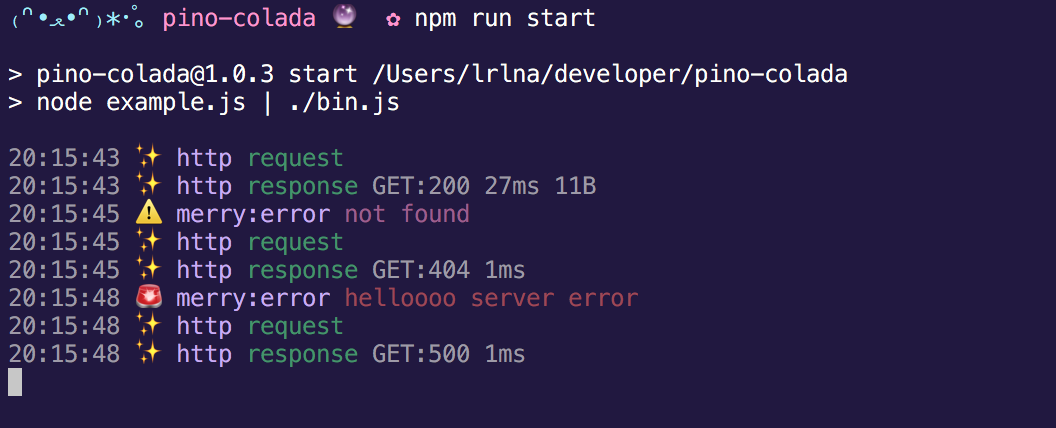 ₍ᐢ•ﻌ•ᐢ₎*･ﾟ｡ pino-colada 🔮 ✿ npm run start
> pino-colada@1.0.3 start /Users/lrlna/developer/pino-colada
> node example.js | ./bin.js
20:15:43 ✨ http request
20:15:43 ✨ http response GET:200 27ms 11B
20:15:45 ⚠️ merry:error not found
20:15:45 ✨ http request
20:15:45 ✨ http response GET:404 1ms
20:15:48 🚨 merry:error helloooo server error
20:15:48 ✨ http request
20:15:48 ✨ http response GET:500 1ms